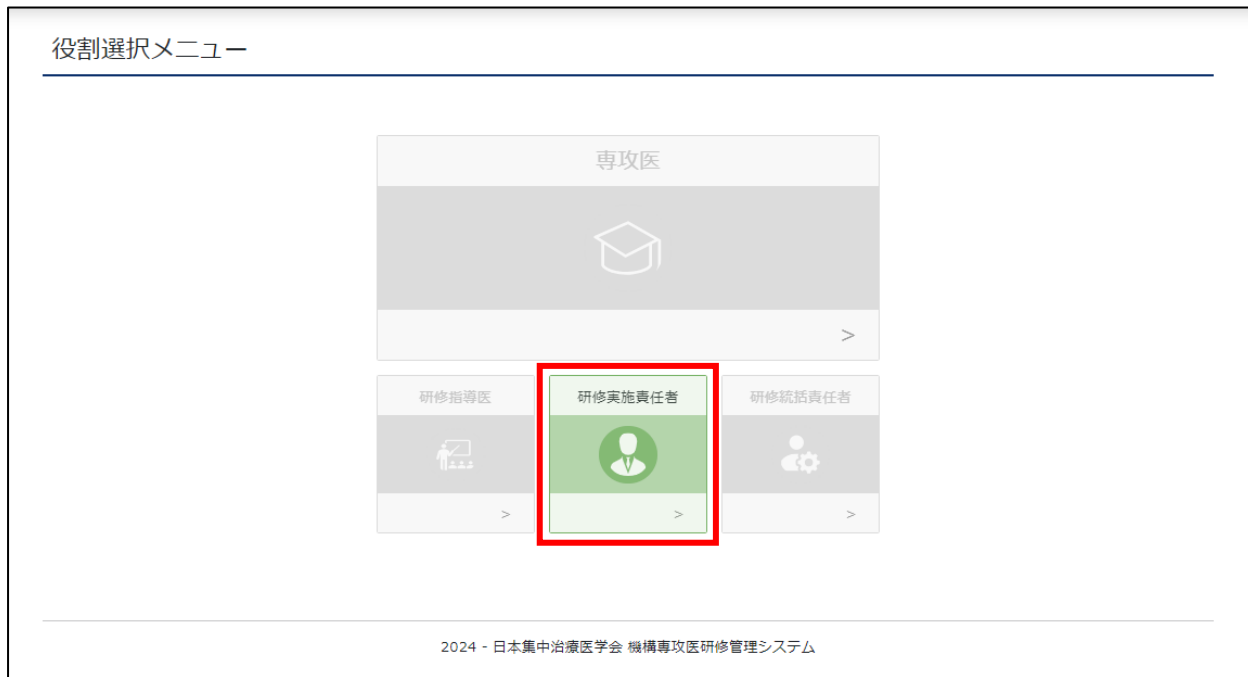 役割選択メニュー
専攻医
>
研修指導医
研修実施責任者
研修統括責任者
>
>
>
2024 - 日本集中治療医学会 機構専攻医研修管理システム